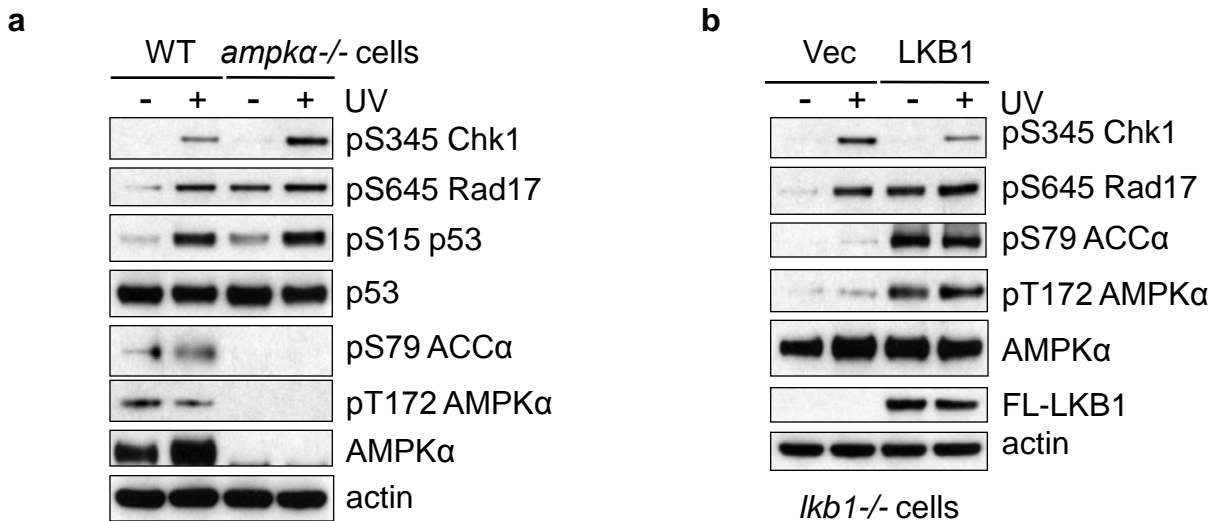 a
WT ampkα-/- cells
- + - + UV
pS345 Chk1
pS645 Rad17
pS15 p53
p53
pS79 ACCα
pT172 AMPKα
AMPKα
actin
b
Vec LKB1
- + - + UV
pS345 Chk1
pS645 Rad17
pS79 ACCα
pT172 AMPKα
AMPKα
FL-LKB1
actin
lkb1-/- cells